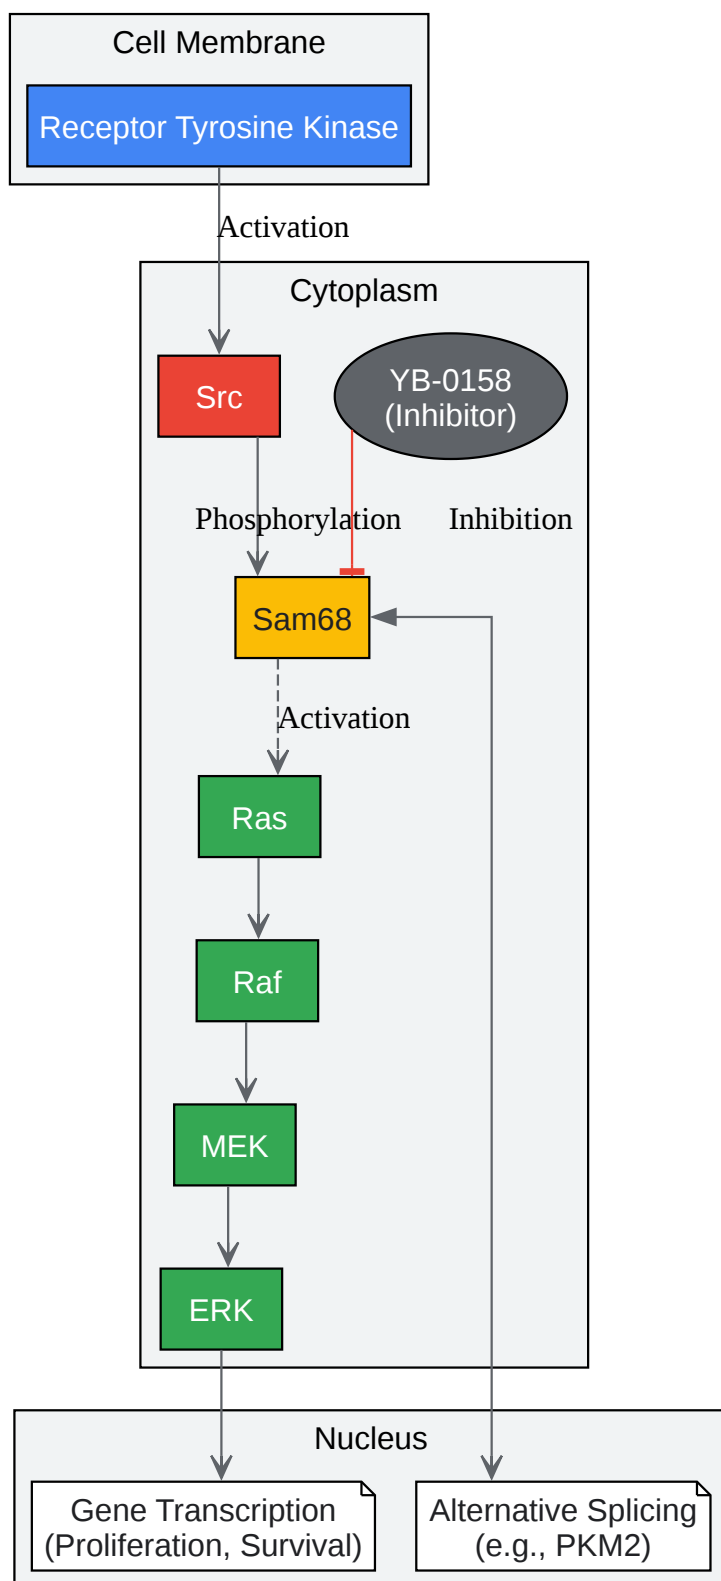 Cell Membrane
Receptor Tyrosine Kinase
Activation
Cytoplasm
Src
YB-0158
(Inhibitor)
Phosphorylation
Inhibition
Sam68
Activation
Ras
Raf
MEK
ERK
Nucleus
Gene Transcription
(Proliferation, Survival)
Alternative Splicing
(e.g., PKM2)